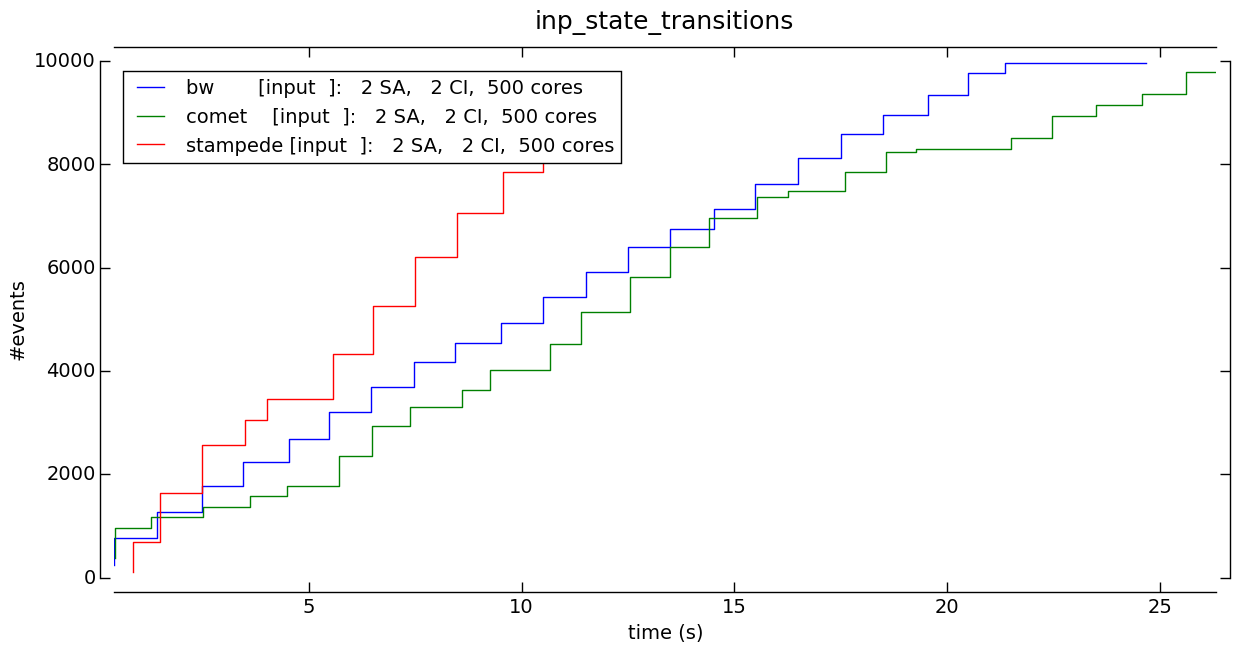 inp_state_transitions
10000
8000
6000
4000
2000
0
#events
bw [input ]: 2 SA, 2 CI, 500 cores
comet [input ]: 2 SA, 2 CI, 500 cores
stampede [input ]: 2 SA, 2 CI, 500 cores
5 10 15 20 25
time (s)